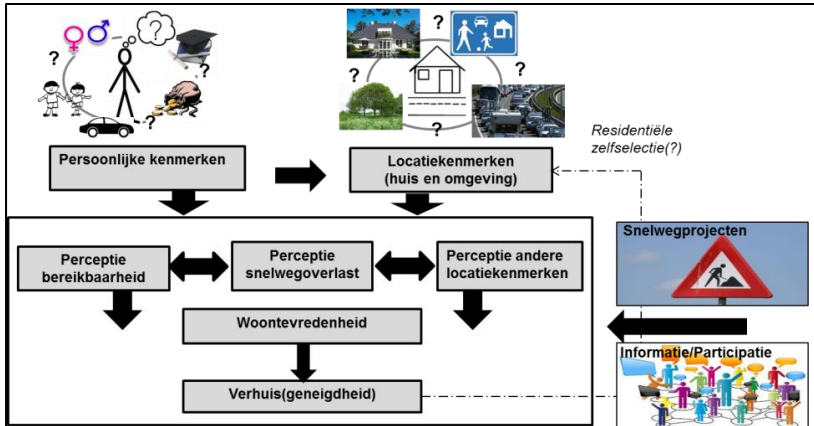 ?
?
?
?
?
?
?
?
?
Persoonlijke kenmerken
Locatiekenmerken
(huis en omgeving)
Residentiële
zelfselectie(?)
Snelwegprojecten
Perceptie
bereikbaarheid
Perceptie
snelwegoverlast
Perceptie andere
locatiekenmerken
Woontevredenheid
Informatie/Participatie
Verhuis(geneigdheid)